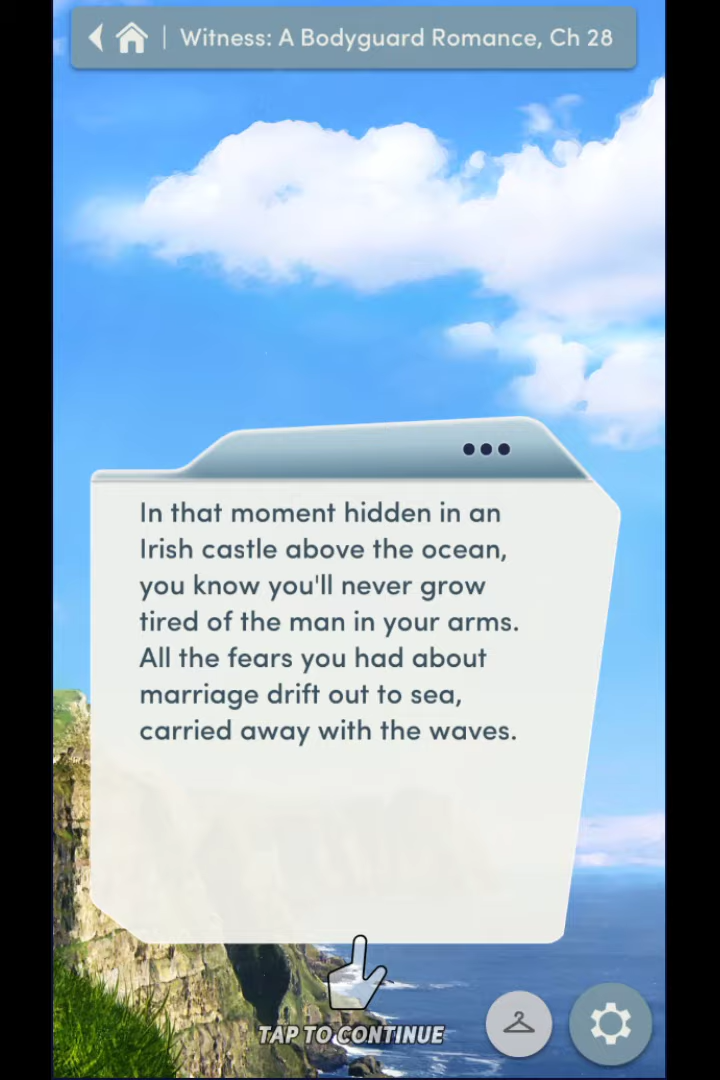 | Witness: A Bodyguard Romance, Ch 28
In that moment hidden in an
Irish castle above the ocean,
you know you'll never grow
tired of the man in your arms.
All the fears you had about
marriage drift out to sea,
carried away with the waves.
TAP TO CONTINUE